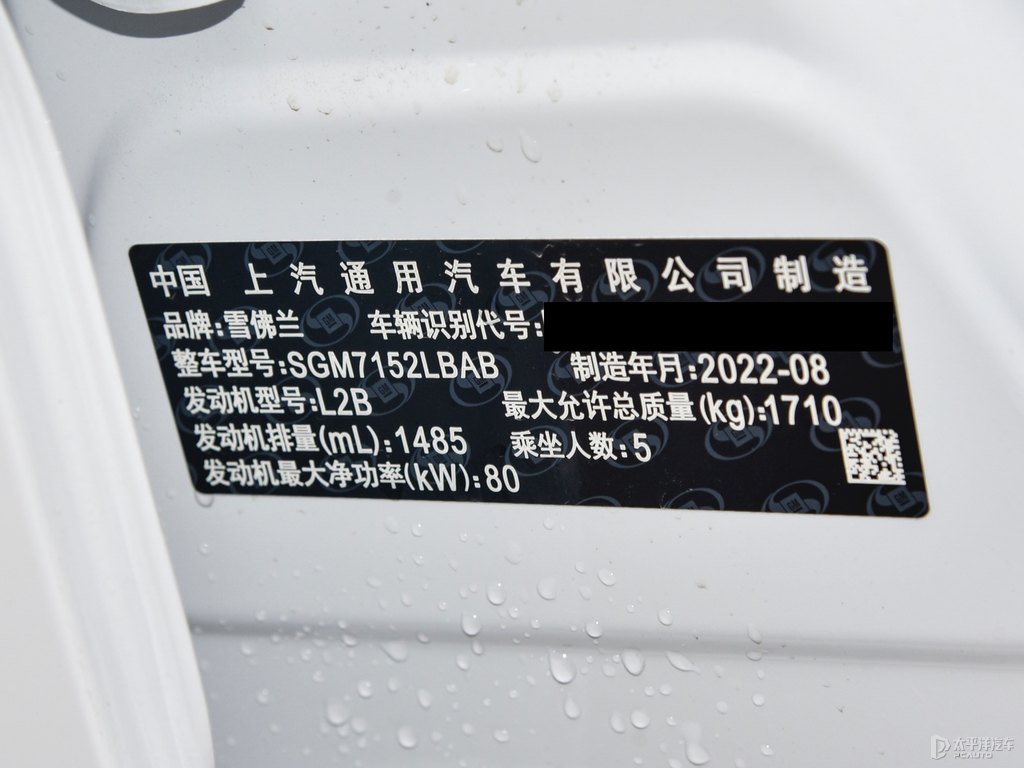 中国 上汽通用汽车有限公司制造
品牌:雪佛兰 车辆识别代号:
整车型号:SGM7152LBAB 制造年月:2022-08
发动机型号:L2B 最大允许总质量(kg):1710
发动机排量(mL):1485 乘坐人数:5
发动机最大净功率(kW):80
太平洋汽车
PCAUTO